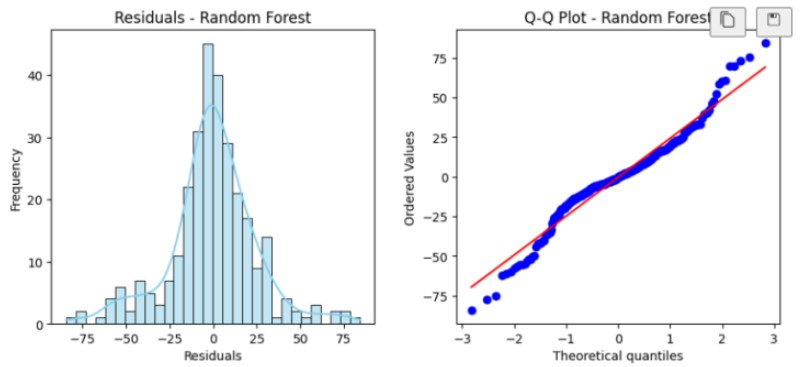 Residuals - Random Forest
40
30
20
10
0
Frequency
−75 −50 −25 0 25 50 75
Residuals
Q-Q Plot - Random Forest
75
50
25
0
−25
−50
−75
Ordered Values
−3 −2 −1 0 1 2 3
Theoretical quantiles